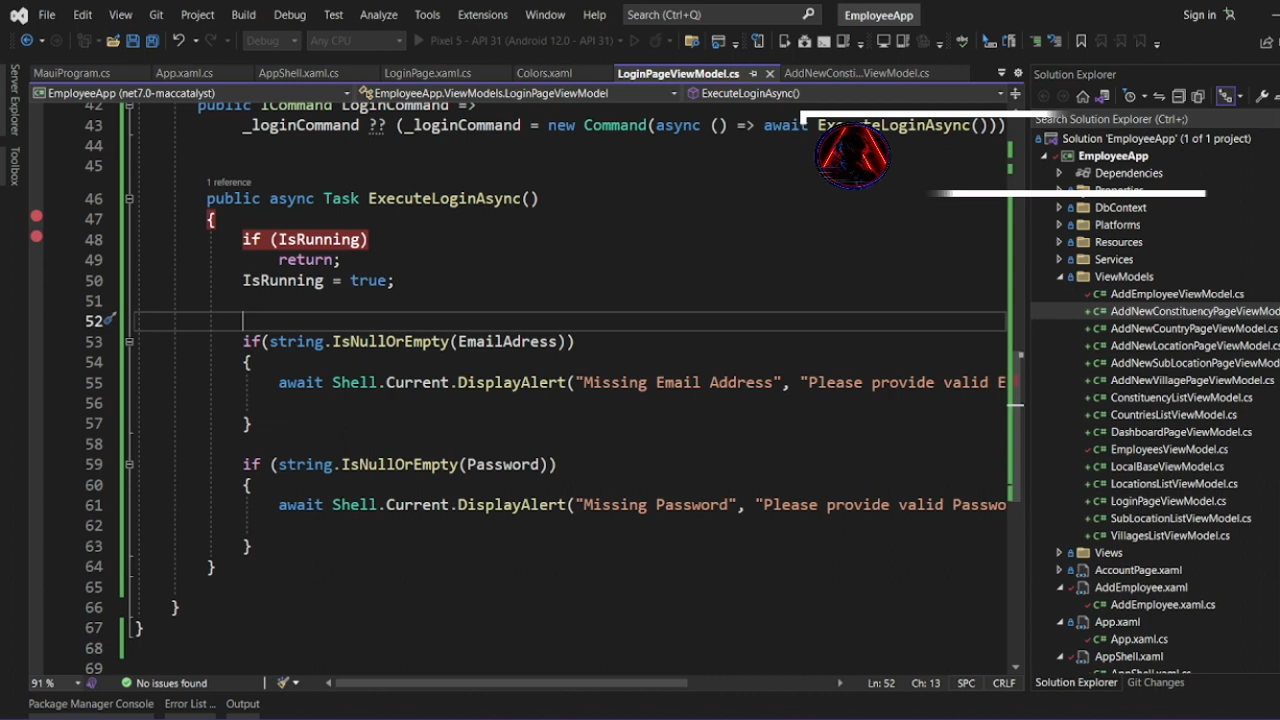 File Edit View Git Project Build Debug Test Analyze Tools Extensions Window Help Search (Ctrl+Q) EmployeeApp Sign in
Debug Any CPU Pixel 5 - API 31 (Android 12.0 - API 31)
MauiProgram.cs App.xaml.cs AppShell.xaml.cs LoginPage.xaml.cs Colors.xaml LoginPageViewModel.cs AddNewConsti...ViewModel.cs
EmployeeApp (net7.0-maccatalyst) EmployeeApp.ViewModels.LoginPageViewModel ExecuteLoginAsync()
Server Explorer
Toolbox
42 public ICommand LoginCommand =>
43 _loginCommand ?? (_loginCommand = new Command(async () => await ExecuteLoginAsync()))
44
45
1 reference
46 public async Task ExecuteLoginAsync()
47 {
48 if (IsRunning)
49 return;
50 IsRunning = true;
51
52
53 if(string.IsNullOrEmpty(EmailAdress))
54 {
55 await Shell.Current.DisplayAlert("Missing Email Address", "Please provide valid E
56
57 }
58
59 if (string.IsNullOrEmpty(Password))
60 {
61 await Shell.Current.DisplayAlert("Missing Password", "Please provide valid Passwo
62
63 }
64 }
65
66 }
67 }
68
69
91 % No issues found Ln: 52 Ch: 13 SPC CRLF
Package Manager Console Error List ... Output
Solution Explorer
Search Solution Explorer (Ctrl+;)
Solution 'EmployeeApp' (1 of 1 project)
EmployeeApp
Dependencies
Properties
DbContext
Platforms
Resources
Services
ViewModels
AddEmployeeViewModel.cs
AddNewConstituencyPageViewMod
AddNewCountryPageViewModel.cs
AddNewLocationPageViewModel.cs
AddNewSubLocationPageViewModel
AddNewVillagePageViewModel.cs
ConstituencyListViewModel.cs
CountriesListViewModel.cs
DashboardPageViewModel.cs
EmployeesViewModel.cs
LocalBaseViewModel.cs
LocationsListViewModel.cs
LoginPageViewModel.cs
SubLocationListViewModel.cs
VillagesListViewModel.cs
Views
AccountPage.xaml
AddEmployee.xaml
AddEmployee.xaml.cs
App.xaml
App.xaml.cs
AppShell.xaml
Solution Explorer Git Changes